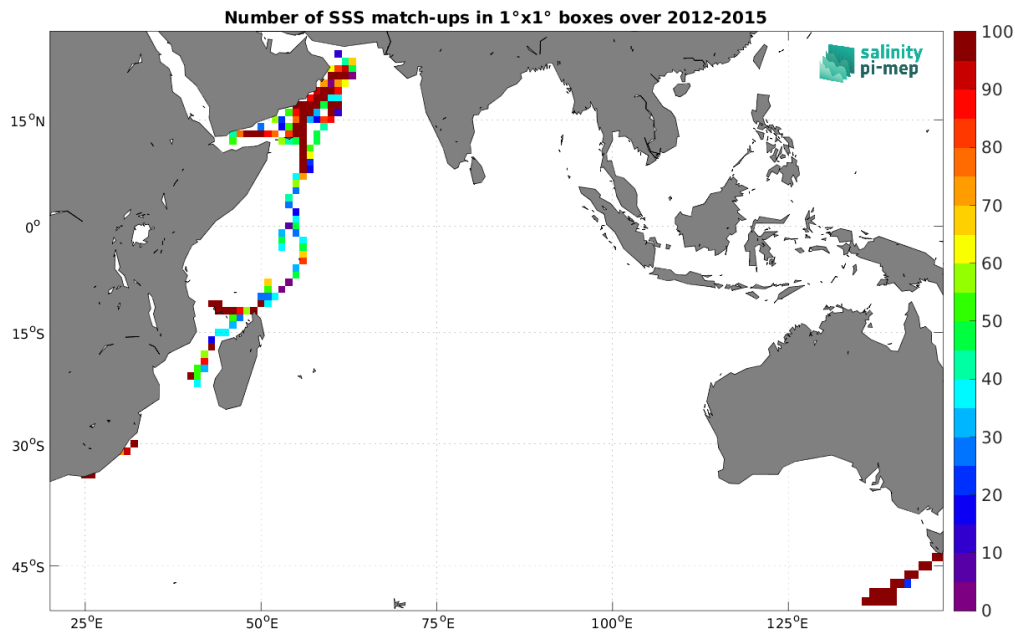 Number of SSS match-ups in 1°x1° boxes over 2012-2015
salinity
pi-mep
100
90
80
70
60
50
40
30
20
10
0
15°N
0°
15°S
30°S
45°S
25°E
50°E
75°E
100°E
125°E